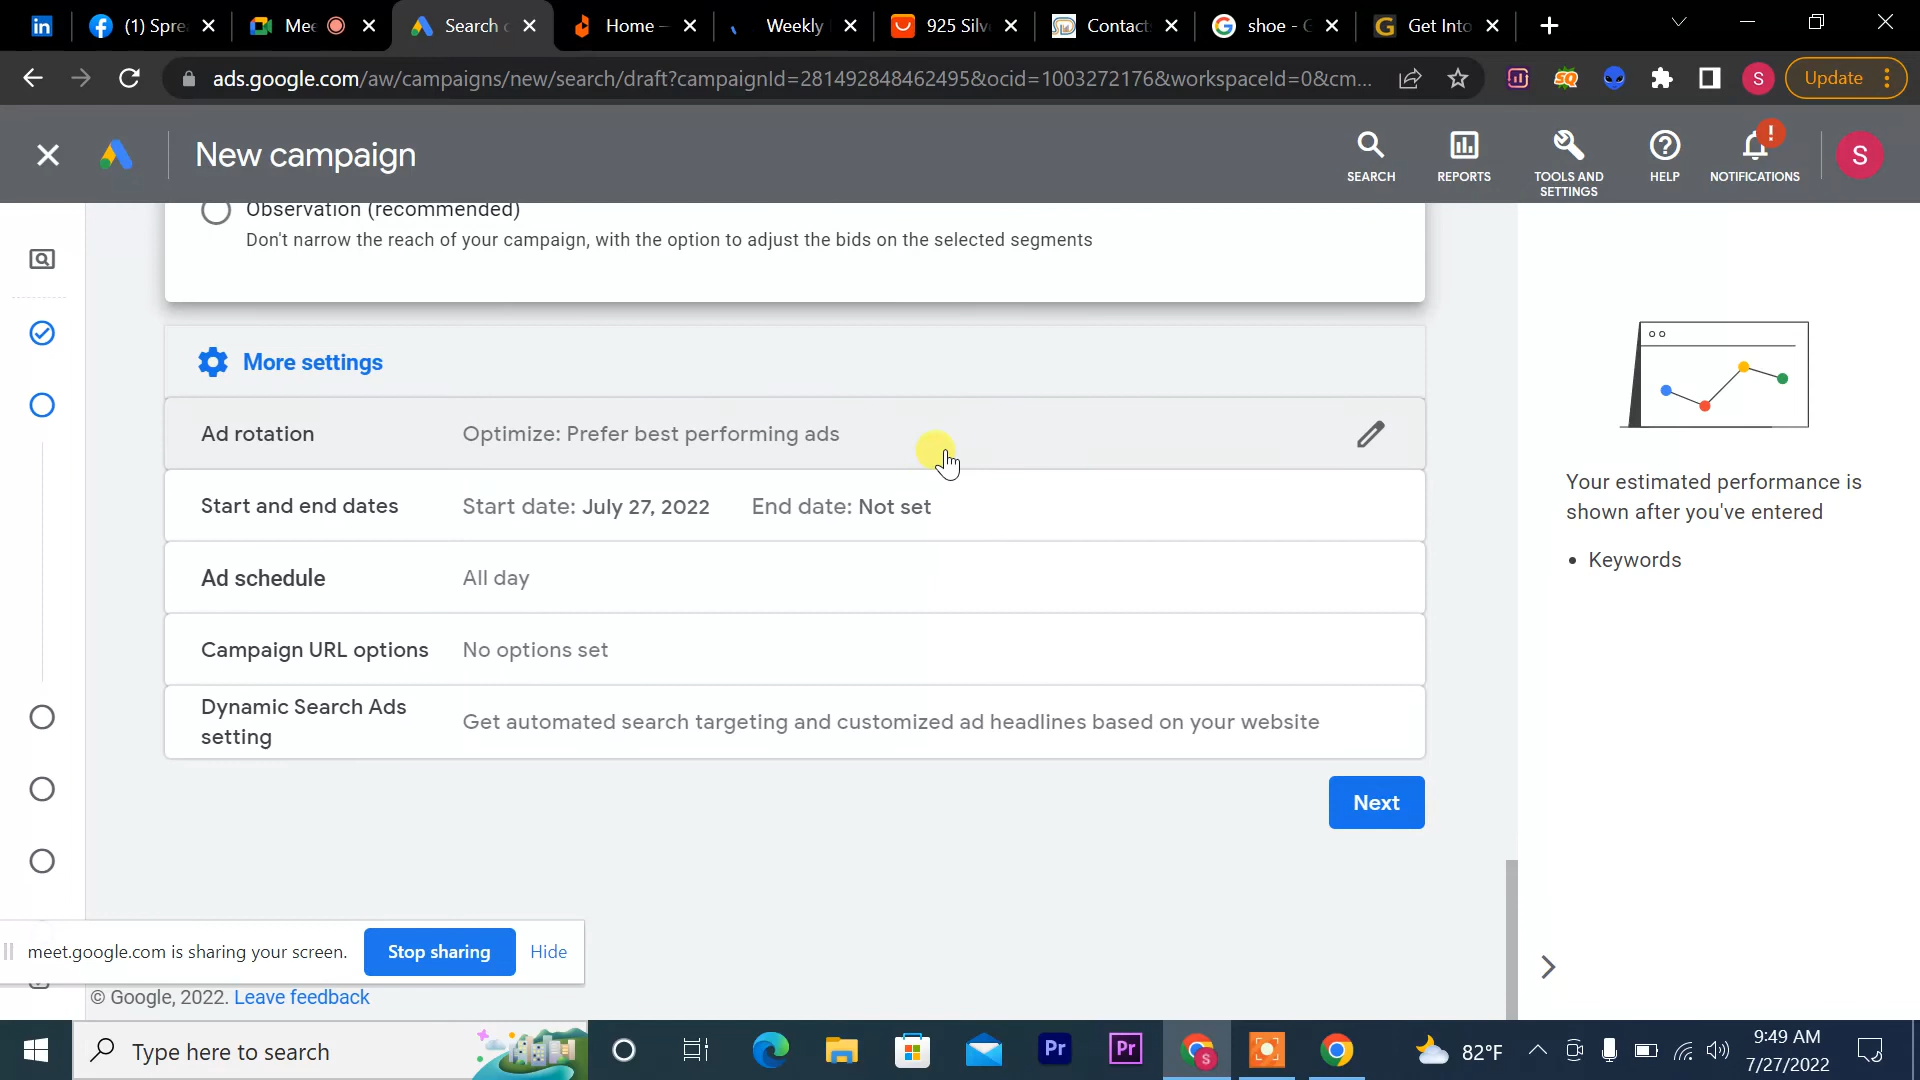 (1) Spre
Mee
Search c
Home –
Weekly
925 Silv
Contact
shoe - G
Get Into
ads.google.com/aw/campaigns/new/search/draft?campaignId=281492848462495&ocid=1003272176&workspaceId=0&cm...
S
Update
New campaign
SEARCH
REPORTS
TOOLS AND SETTINGS
HELP
NOTIFICATIONS
S
Observation (recommended)
Don't narrow the reach of your campaign, with the option to adjust the bids on the selected segments
More settings
Ad rotation Optimize: Prefer best performing ads
Start and end dates Start date: July 27, 2022 End date: Not set
Ad schedule All day
Campaign URL options No options set
Dynamic Search Ads setting Get automated search targeting and customized ad headlines based on your website
Next
Your estimated performance is
shown after you've entered
• Keywords
meet.google.com is sharing your screen. Stop sharing Hide
© Google, 2022. Leave feedback
Type here to search
Pr
Pr
S
82°F
9:49 AM
7/27/2022